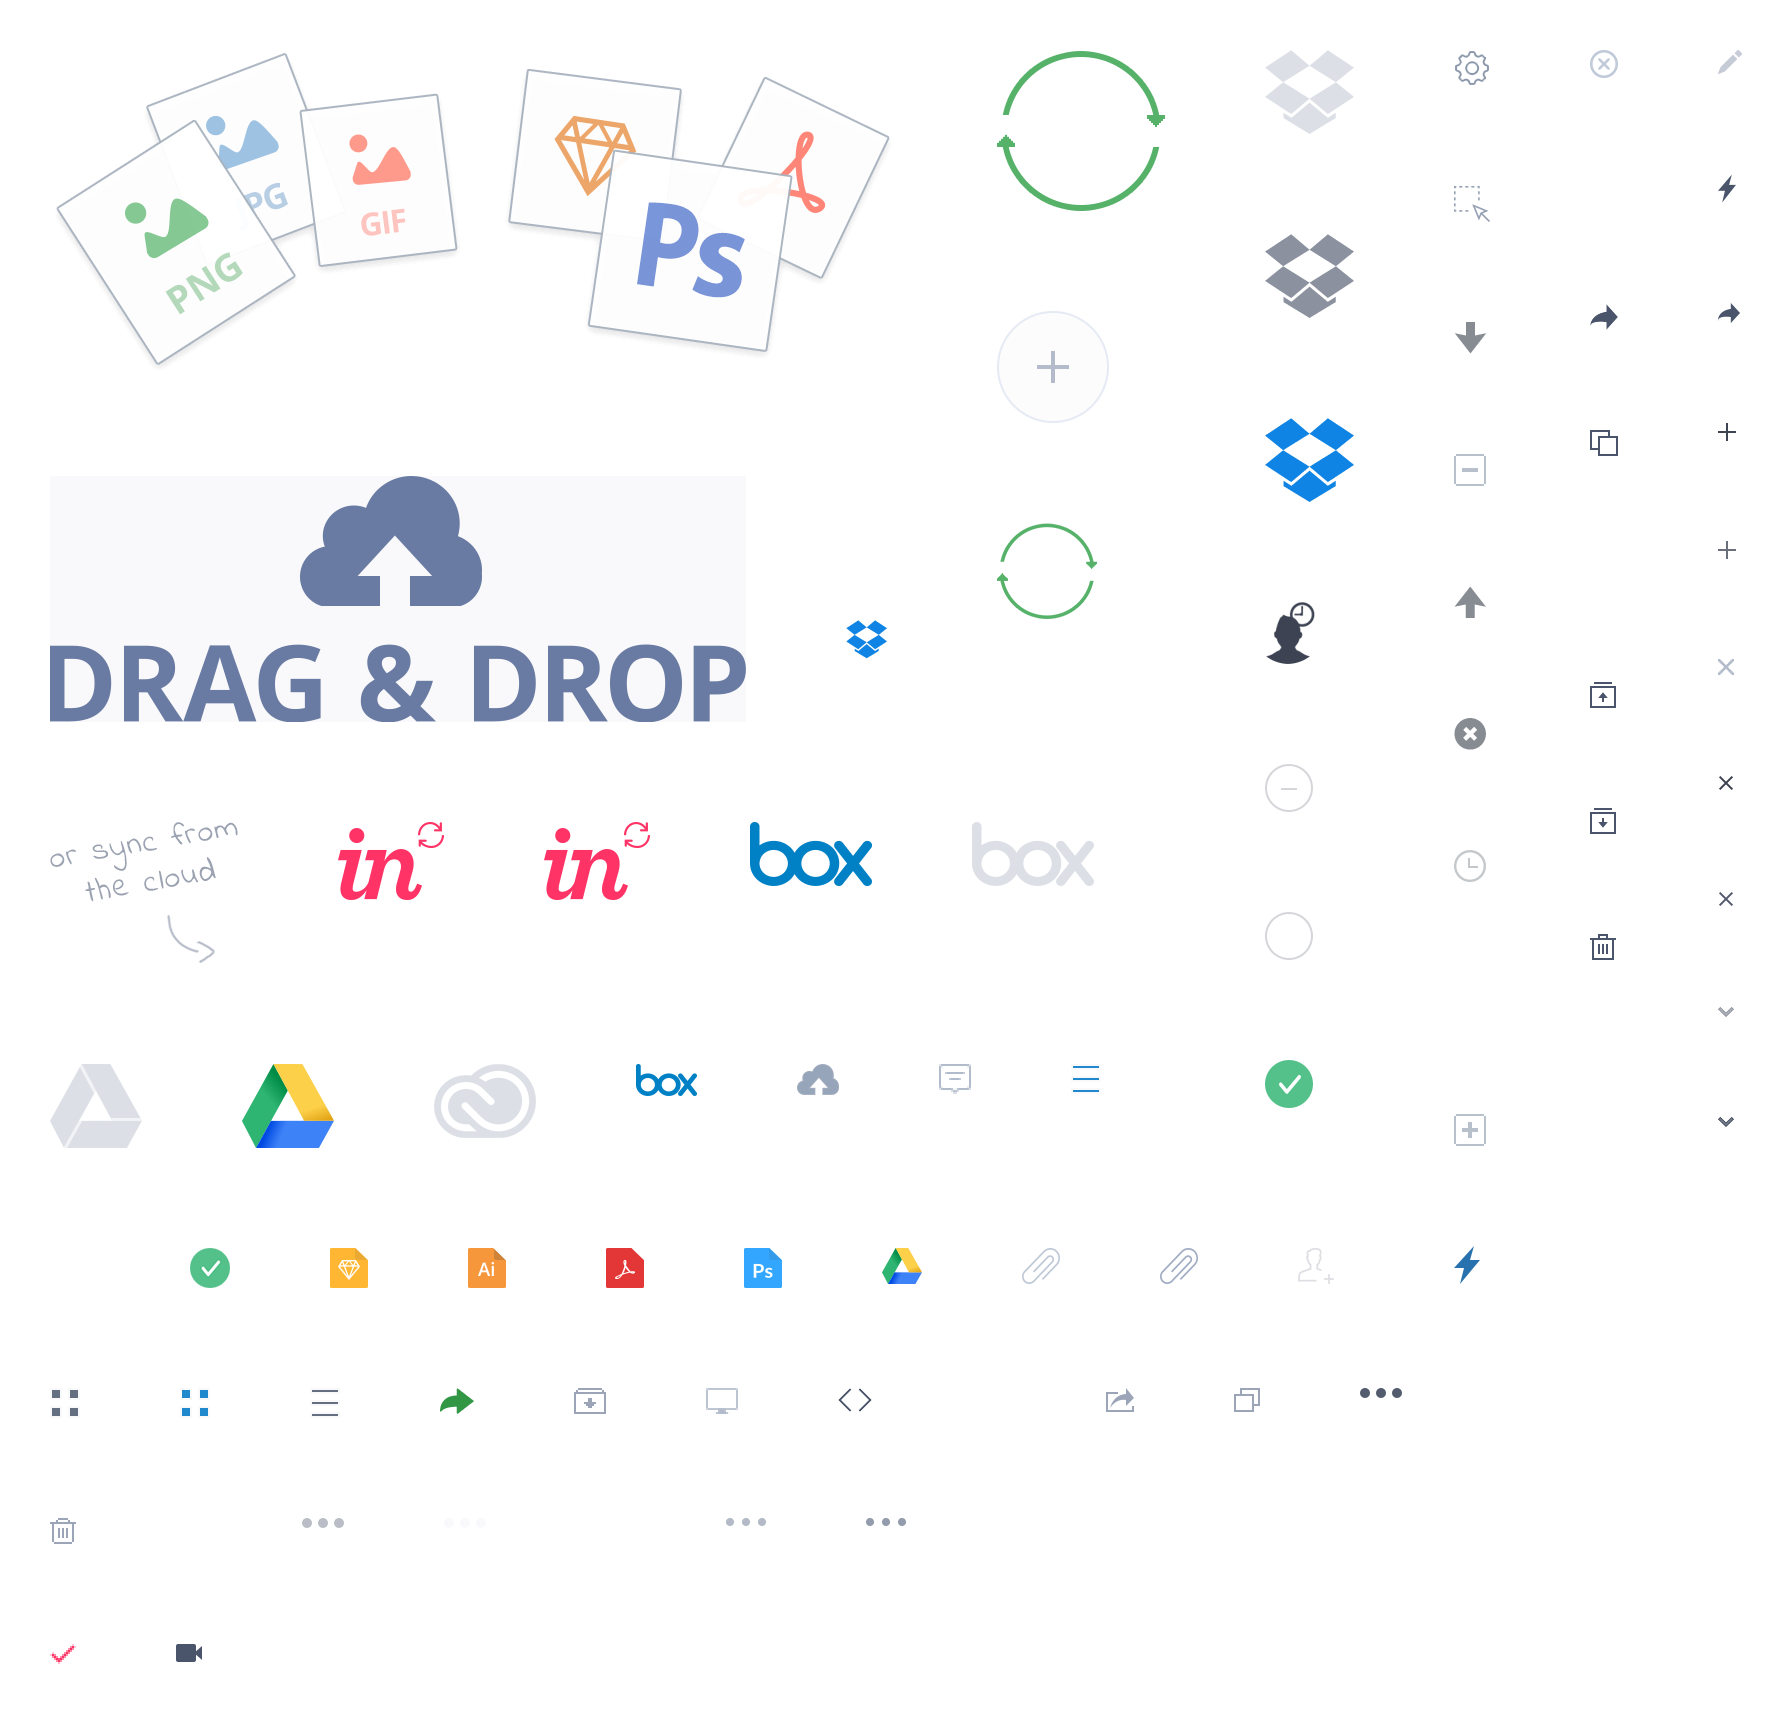 PG
GIF
PNG
Ps
DRAG & DROP
or sync from
the cloud
in
in
box
box
box
Ai
Ps